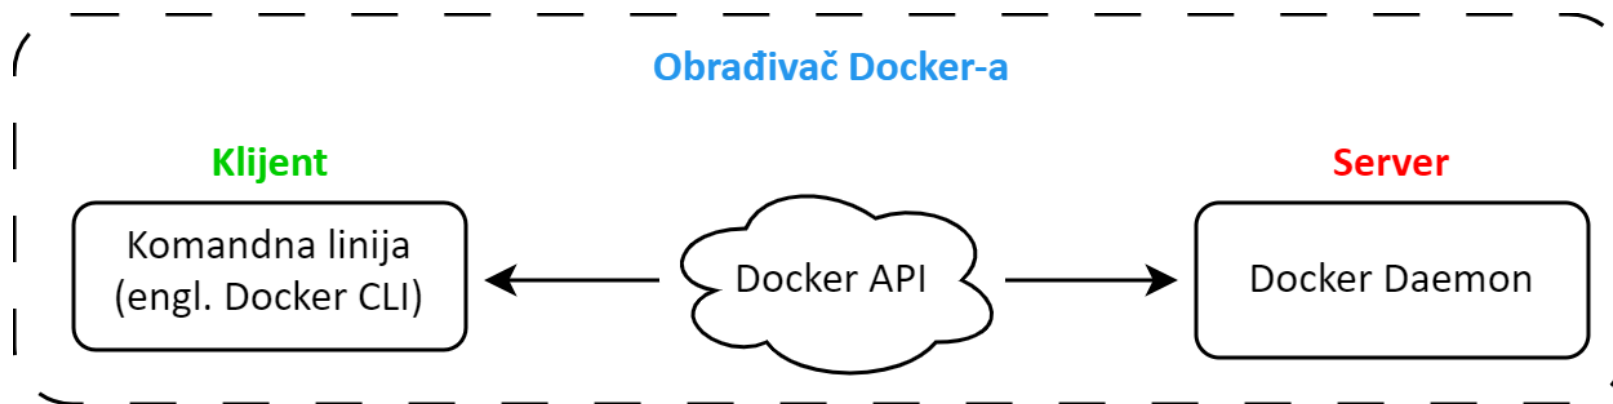 Obrađivač Docker-a
Klijent
Server
Komandna linija
(engl. Docker CLI)
Docker API
Docker Daemon